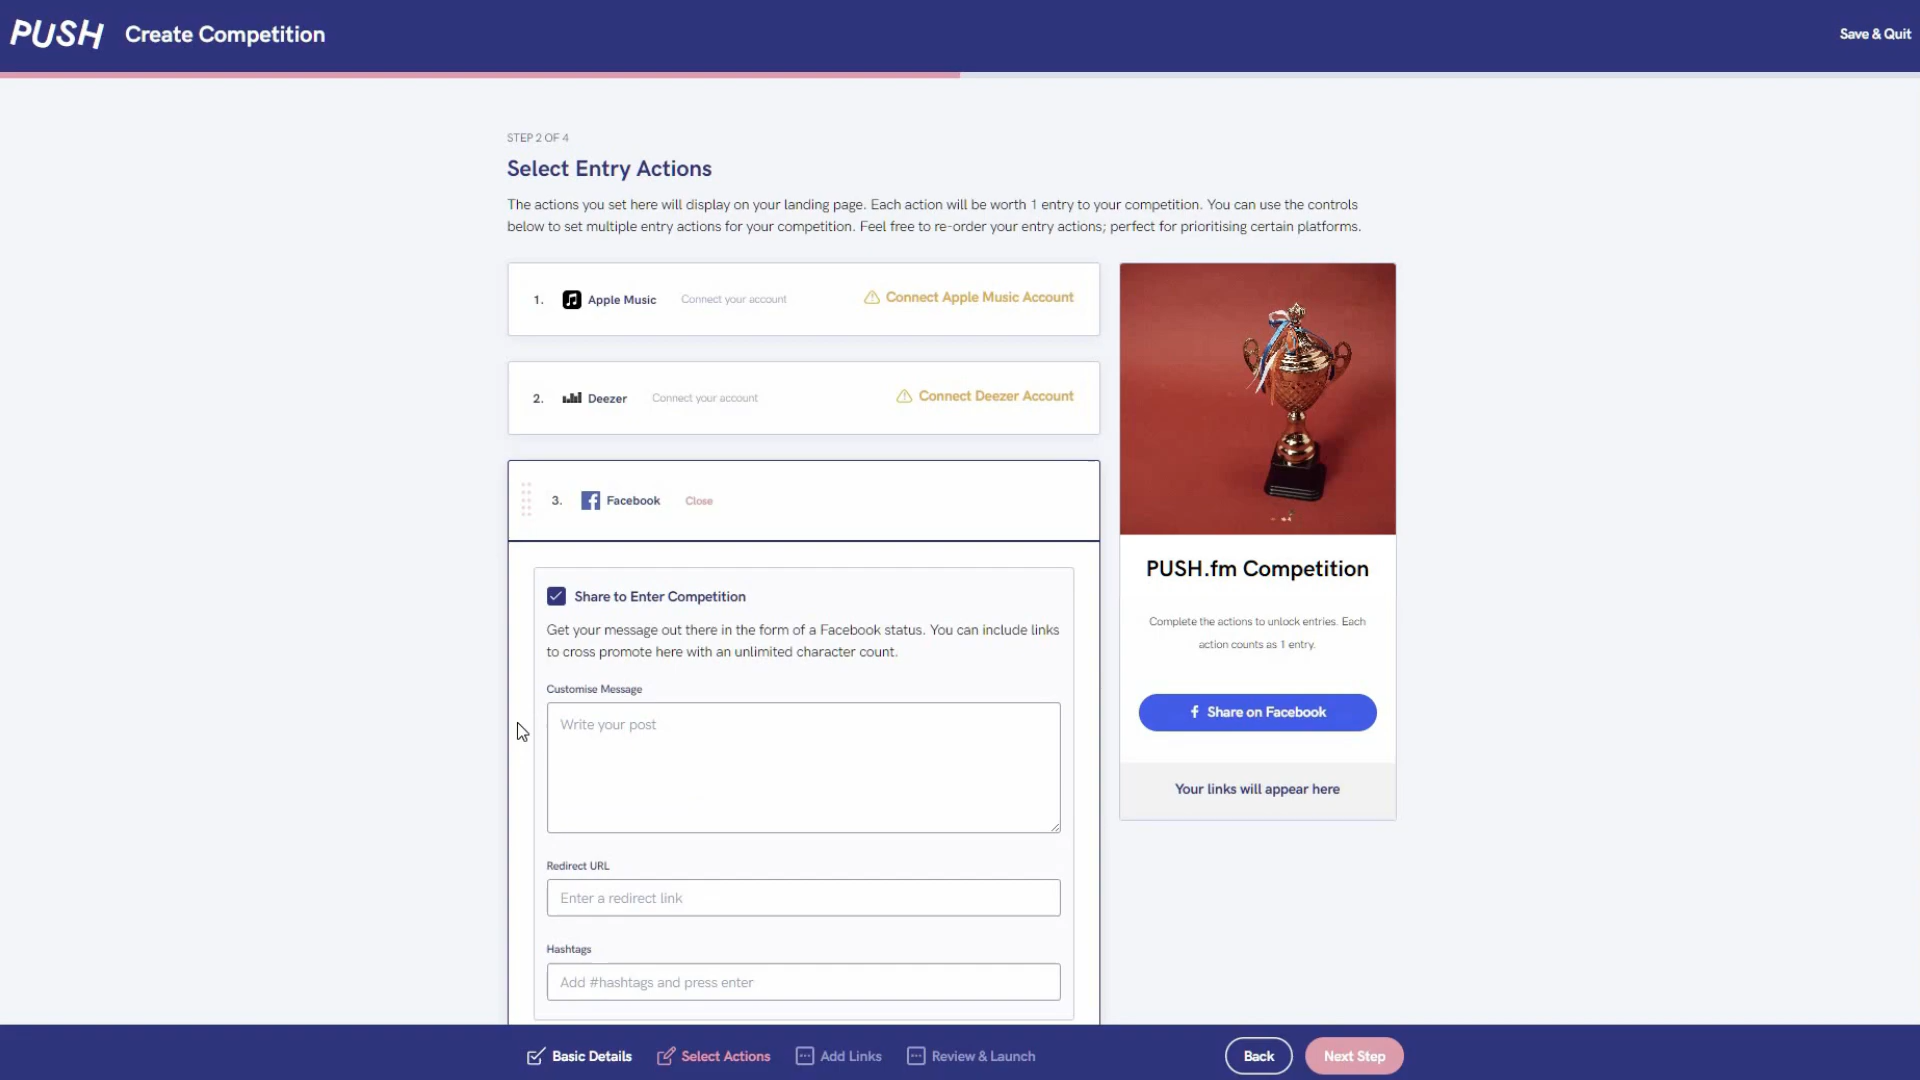 PUSH Create Competition
Save & Quit
STEP 2 OF 4
Select Entry Actions
The actions you set here will display on your landing page. Each action will be worth 1 entry to your competition. You can use the controls
below to set multiple entry actions for your competition. Feel free to re-order your entry actions; perfect for prioritising certain platforms.
1. Apple Music Connect your account Connect Apple Music Account
2. Deezer Connect your account Connect Deezer Account
3. Facebook Close
Share to Enter Competition
Get your message out there in the form of a Facebook status. You can include links
to cross promote here with an unlimited character count.
Customise Message
Write your post
Redirect URL
Enter a redirect link
Hashtags
Add #hashtags and press enter
PUSH.fm Competition
Complete the actions to unlock entries. Each
action counts as 1 entry.
Share on Facebook
Your links will appear here
Basic Details Select Actions Add Links Review & Launch Back Next Step